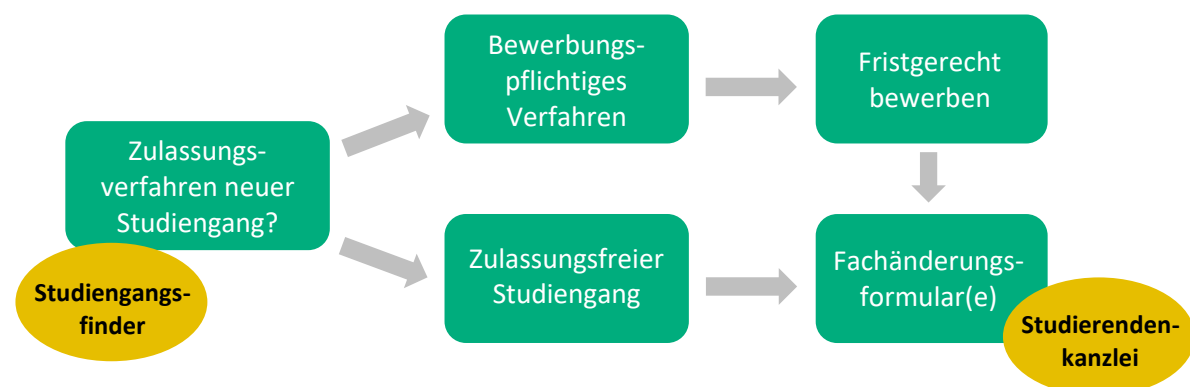 Zulassungs-
verfahren neuer
Studiengang?
Studiengangs-
finder
Bewerbungs-
pflichtiges
Verfahren
Fristgerecht
bewerben
Zulassungsfreier
Studiengang
Fachänderungs-
formular(e)
Studierenden-
kanzlei